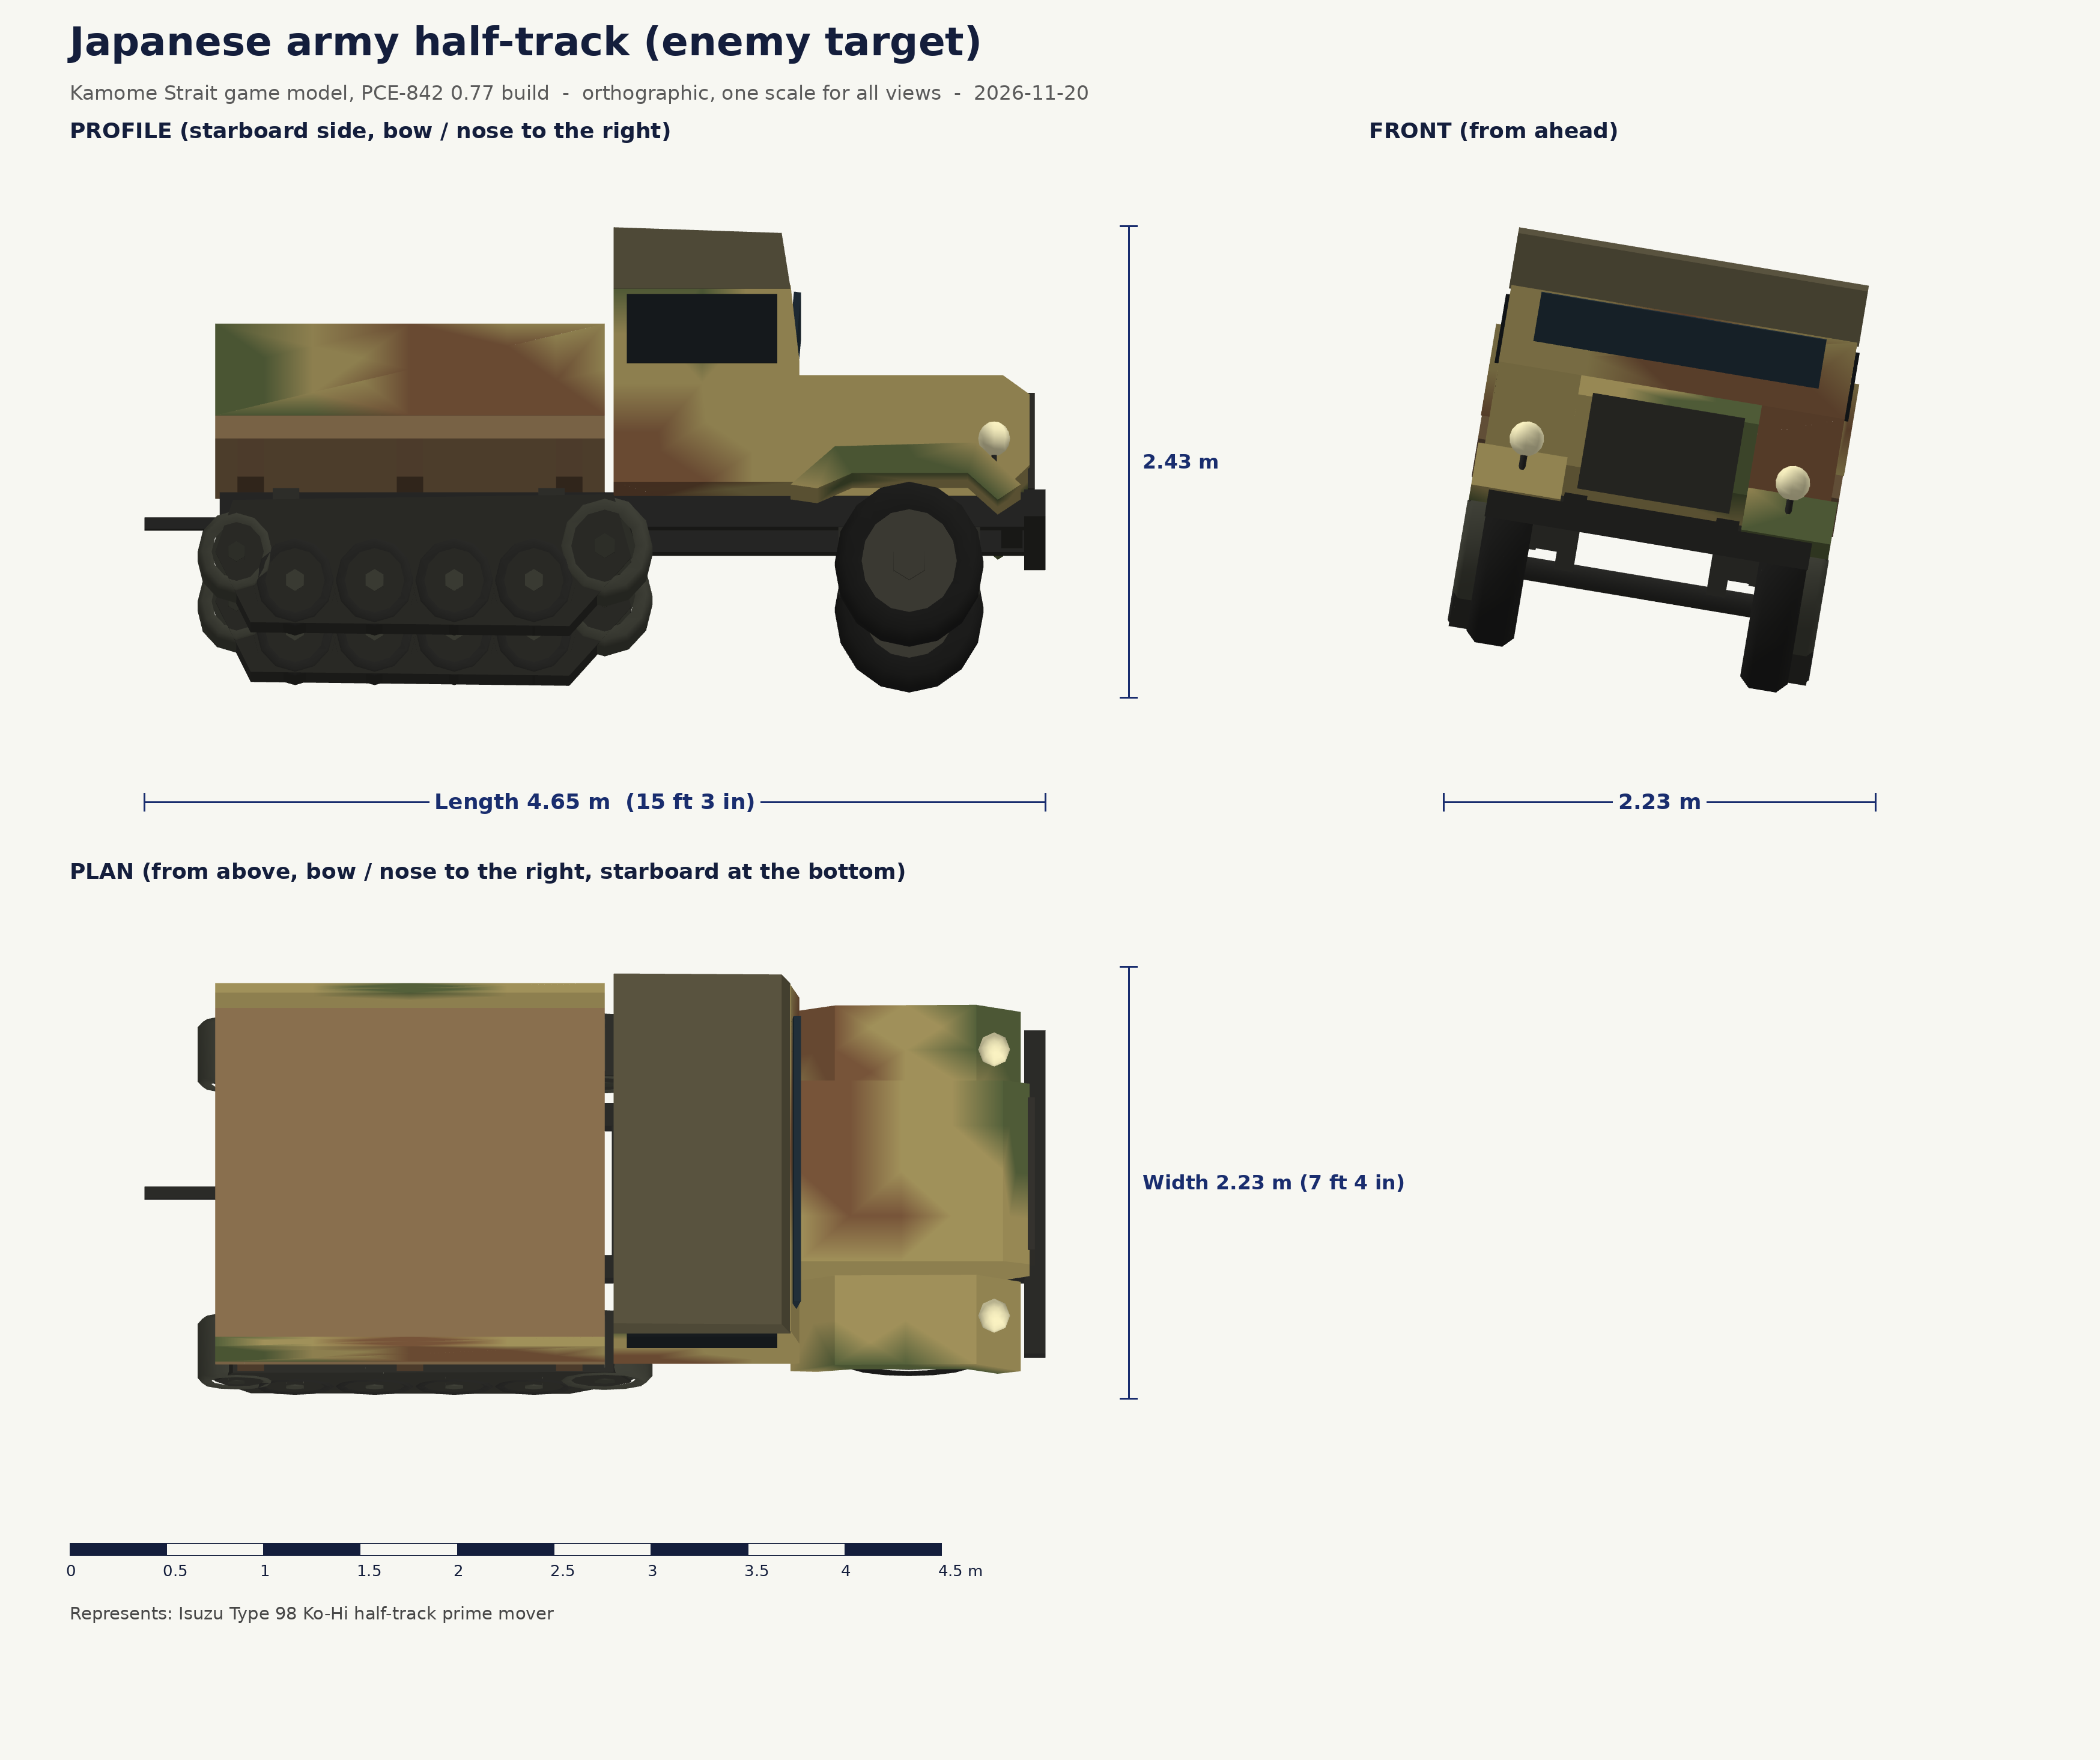 Japanese army half-track (enemy target)
Kamome Strait game model, PCE-842 0.77 build - orthographic, one scale for all views - 2026-11-20
PROFILE (starboard side, bow / nose to the right)
FRONT (from ahead)
2.43 m
Length 4.65 m (15 ft 3 in)
2.23 m
PLAN (from above, bow / nose to the right, starboard at the bottom)
Width 2.23 m (7 ft 4 in)
0 0.5 1 1.5 2 2.5 3 3.5 4 4.5 m
Represents: Isuzu Type 98 Ko-Hi half-track prime mover